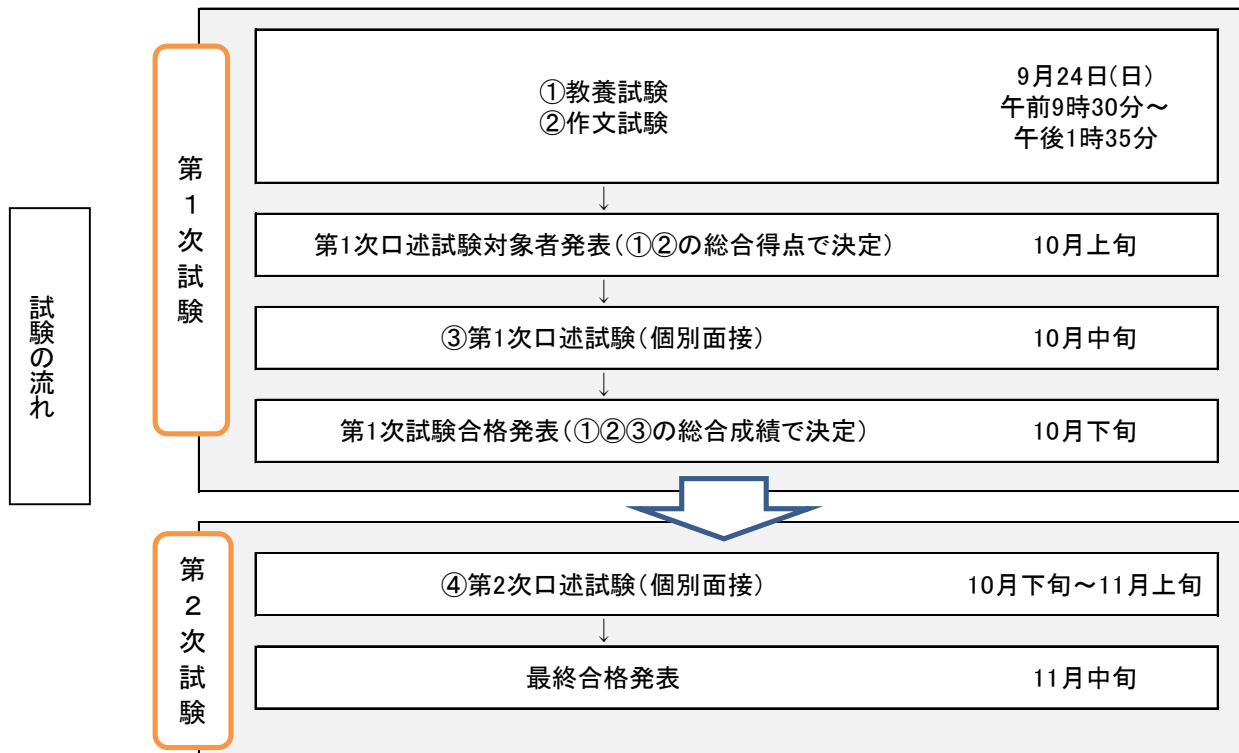 試験の流れ
第1次試験
①教養試験
②作文試験
9月24日(日)
午前9時30分～
午後1時35分
↓
第1次口述試験対象者発表(①②の総合得点で決定) 10月上旬
↓
③第1次口述試験(個別面接) 10月中旬
↓
第1次試験合格発表(①②③の総合成績で決定) 10月下旬
第2次試験
④第2次口述試験(個別面接) 10月下旬～11月上旬
↓
最終合格発表 11月中旬